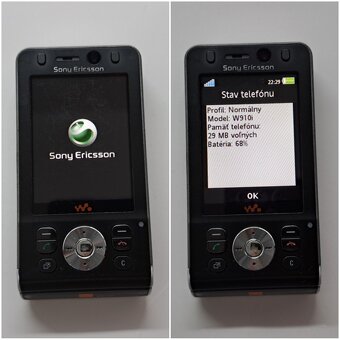 Sony Ericsson
Sony Ericsson
C
Sony Ericsson
22:29
Stav telefónu
Profil: Normálny
Model: W910i
Pamäť telefónu:
29 MB voľných
Batéria: 68%
OK
C